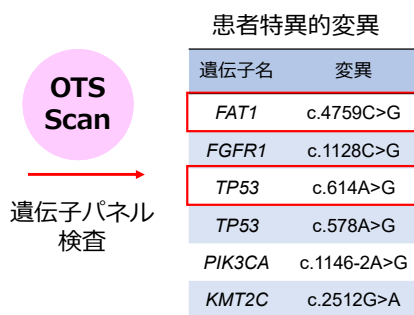 患者特異的変異
OTS
Scan
遺伝子パネル
検査
遺伝子名 変異
FAT1 c.4759C>G
FGFR1 c.1128C>G
TP53 c.614A>G
TP53 c.578A>G
PIK3CA c.1146-2A>G
KMT2C c.2512G>A